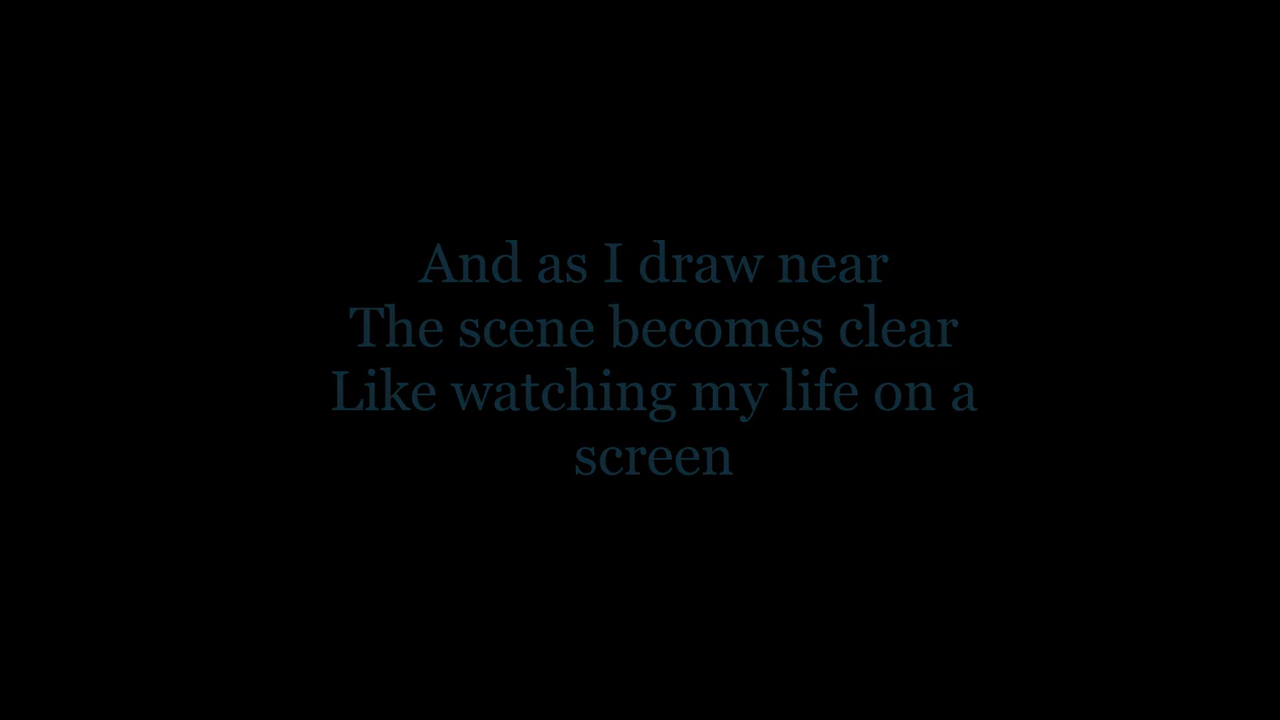 And as I draw near
The scene becomes clear
Like watching my life on a
screen